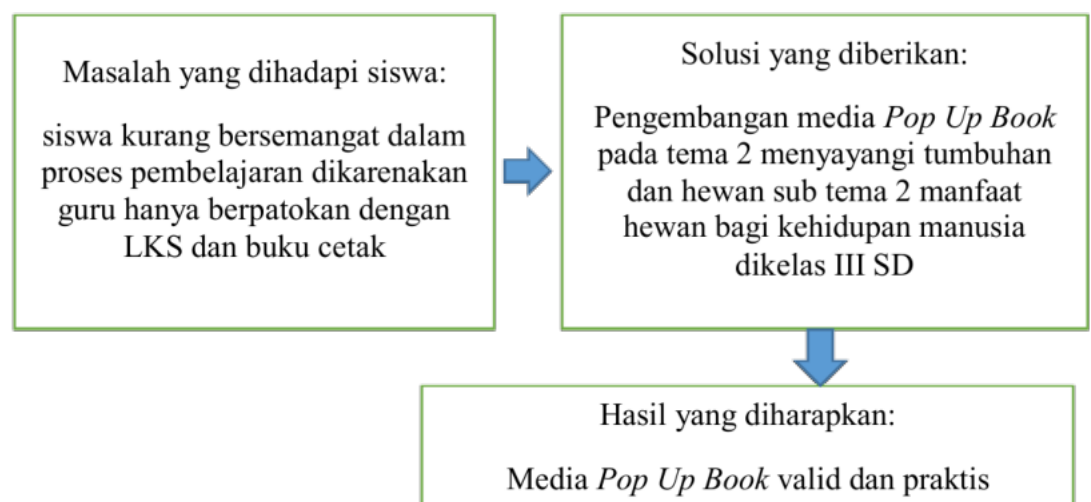 Masalah yang dihadapi siswa:
siswa kurang bersemangat dalam
proses pembelajaran dikarenakan
guru hanya berpatokan dengan
LKS dan buku cetak
Solusi yang diberikan:
Pengembangan media Pop Up Book
pada tema 2 menyayangi tumbuhan
dan hewan sub tema 2 manfaat
hewan bagi kehidupan manusia
dikelas III SD
Hasil yang diharapkan:
Media Pop Up Book valid dan praktis